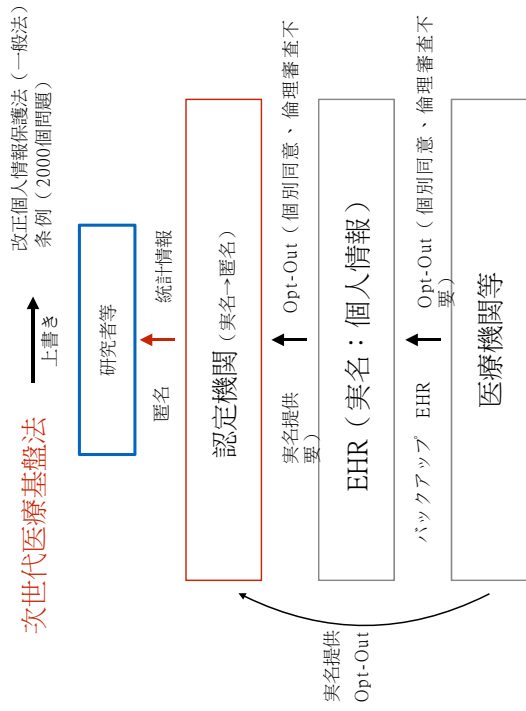 次世代医療基盤法
上書き
改正個人情報保護法（一般法）
条例（2000個問題）
研究者等
匿名
統計情報
認定機関（実名→匿名）
実名提供
Opt-Out（個別同意、倫理審査不
要）
EHR（実名：個人情報）
バックアップ EHR
Opt-Out（個別同意、倫理審査不
要）
医療機関等
実名提供
Opt-Out